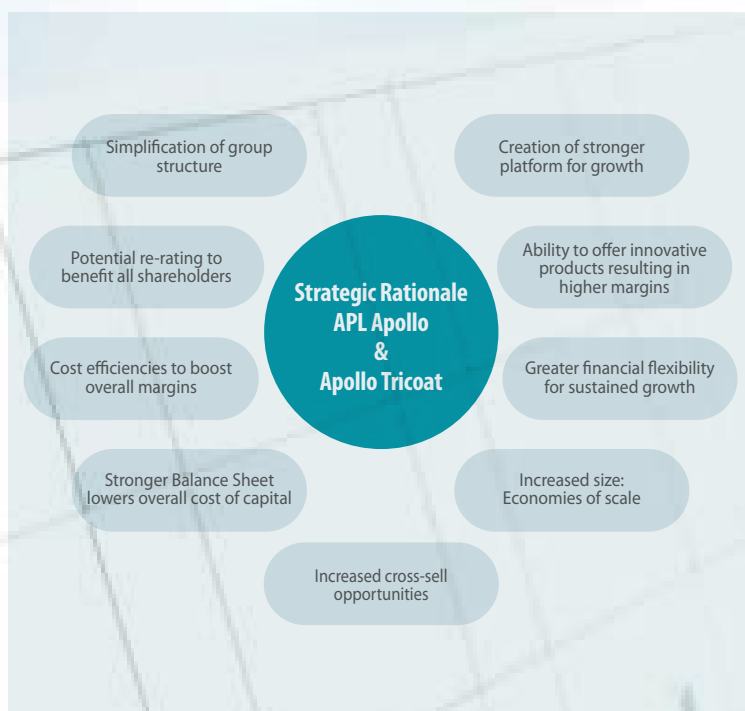 Simplification of group
structure
Creation of stronger
platform for growth
Potential re-rating to
benefit all shareholders
Ability to offer innovative
products resulting in
higher margins
Strategic Rationale
APL Apollo
&
Apollo Tricoat
Cost efficiencies to boost
overall margins
Greater financial flexibility
for sustained growth
Stronger Balance Sheet
lowers overall cost of capital
Increased size:
Economies of scale
Increased cross-sell
opportunities